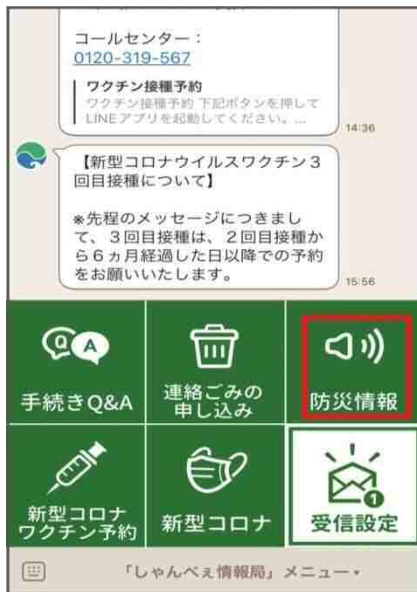 コールセンター：
0120-319-567
ワクチン接種予約
ワクチン接種予約 下記ボタンを押して
LINEアプリを起動してください。...
14:36
【新型コロナウイルスワクチン３
回目接種について】
※先程のメッセージにつきまし
て、３回目接種は、２回目接種か
ら６ヵ月経過した日以降での予約
をお願いいたします。
15:56
Q A
手続きQ&A
連絡ごみの
申し込み
防災情報
新型コロナ
ワクチン予約
新型コロナ
1
受信設定
「しゃんべぇ情報局」メニュー▾